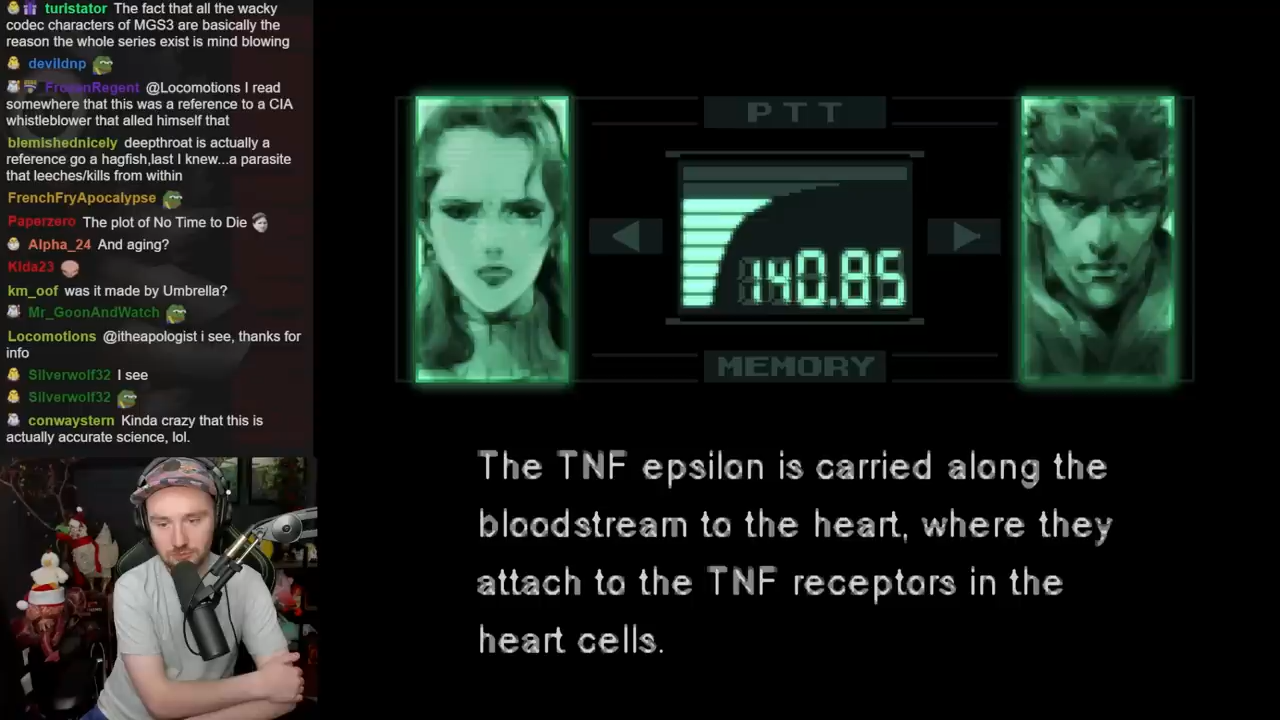 turistator The fact that all the wacky
codec characters of MGS3 are basically the
reason the whole series exist is mind blowing
devildnp
FrozenRegent @Locomotions I read
somewhere that this was a reference to a CIA
whistleblower that alled himself that
blemishednicely deepthroat is actually a
reference go a hagfish,last I knew...a parasite
that leeches/kills from within
FrenchFryApocalypse
Paperzero The plot of No Time to Die
Alpha_24 And aging?
Klda23
km_oof was it made by Umbrella?
Mr_GoonAndWatch
Locomotions @itheapologist i see, thanks for
info
Silverwolf32 I see
Silverwolf32
conwaystern Kinda crazy that this is
actually accurate science, lol.
PTT
140.85
MEMORY
The TNF epsilon is carried along the
bloodstream to the heart, where they
attach to the TNF receptors in the
heart cells.